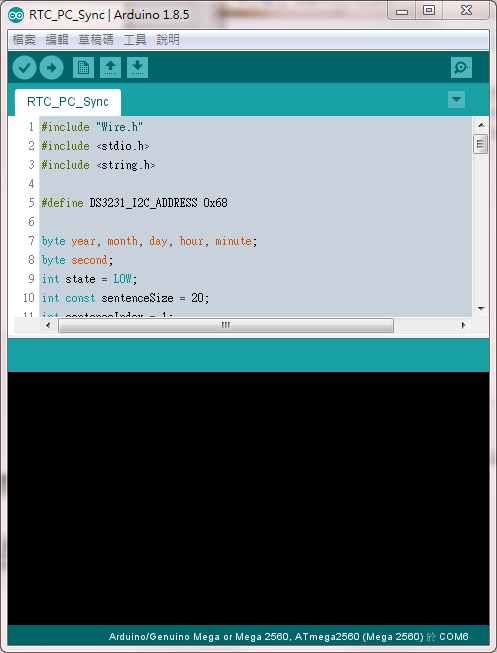 RTC_PC_Sync | Arduino 1.8.5
檔案 編輯 草稿碼 工具 說明
RTC_PC_Sync
1 #include "Wire.h"
2 #include <stdio.h>
3 #include <string.h>
4
5 #define DS3231_I2C_ADDRESS 0x68
6
7 byte year, month, day, hour, minute;
8 byte second;
9 int state = LOW;
10 int const sentenceSize = 20;
11 int sentenceIndex = 1;
Arduino/Genuino Mega or Mega 2560, ATmega2560 (Mega 2560) 於 COM6